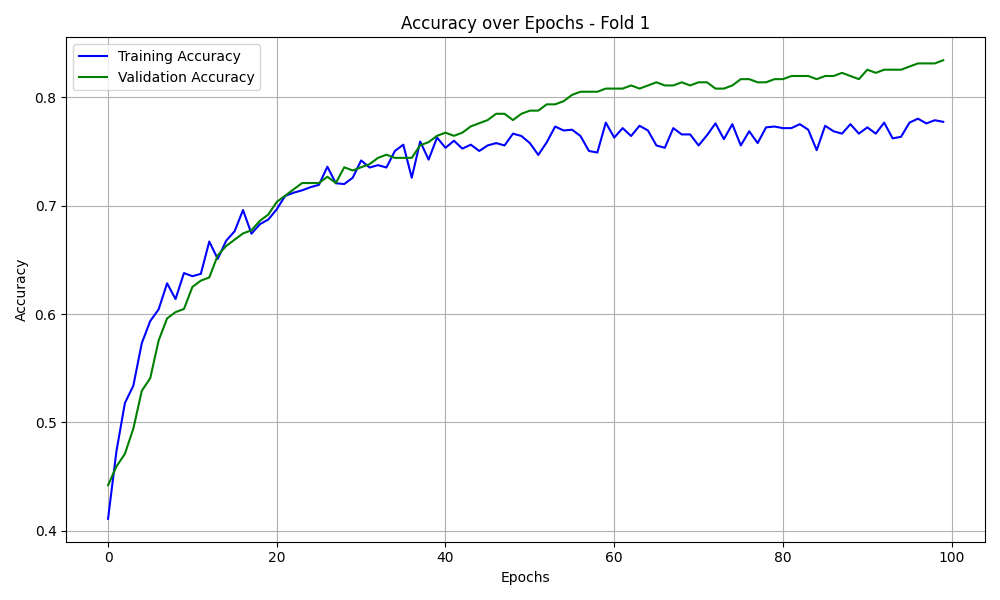 Accuracy over Epochs - Fold 1
Training Accuracy
Validation Accuracy
Accuracy
0.8
0.7
0.6
0.5
0.4
0 20 40 60 80 100
Epochs